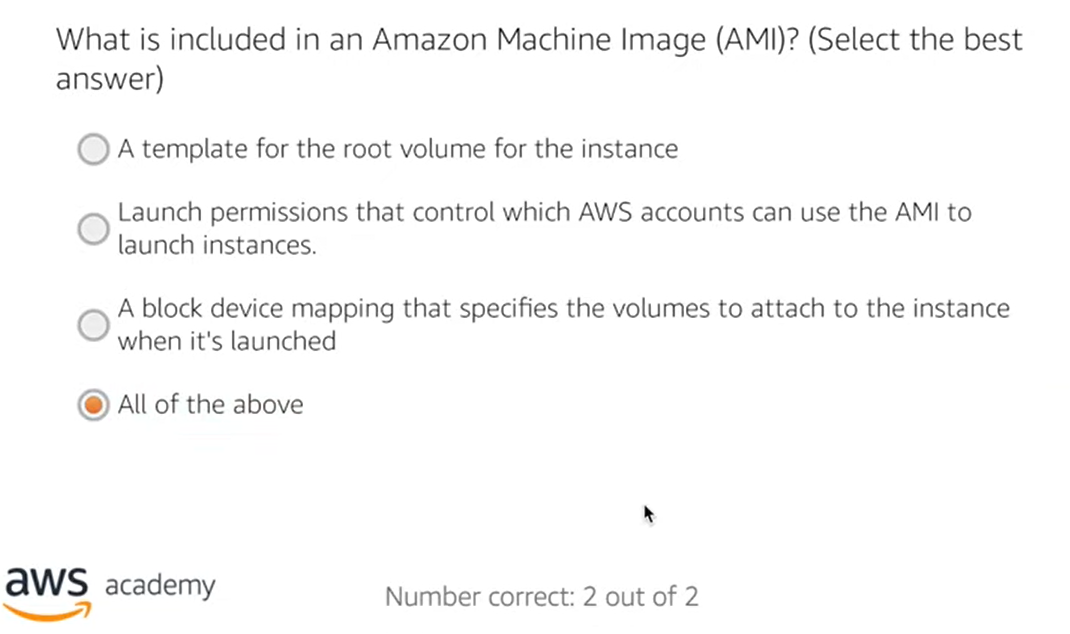 What is included in an Amazon Machine Image (AMI)? (Select the best
answer)
A template for the root volume for the instance
Launch permissions that control which AWS accounts can use the AMI to
launch instances.
A block device mapping that specifies the volumes to attach to the instance
when it's launched
All of the above
aws academy
Number correct: 2 out of 2